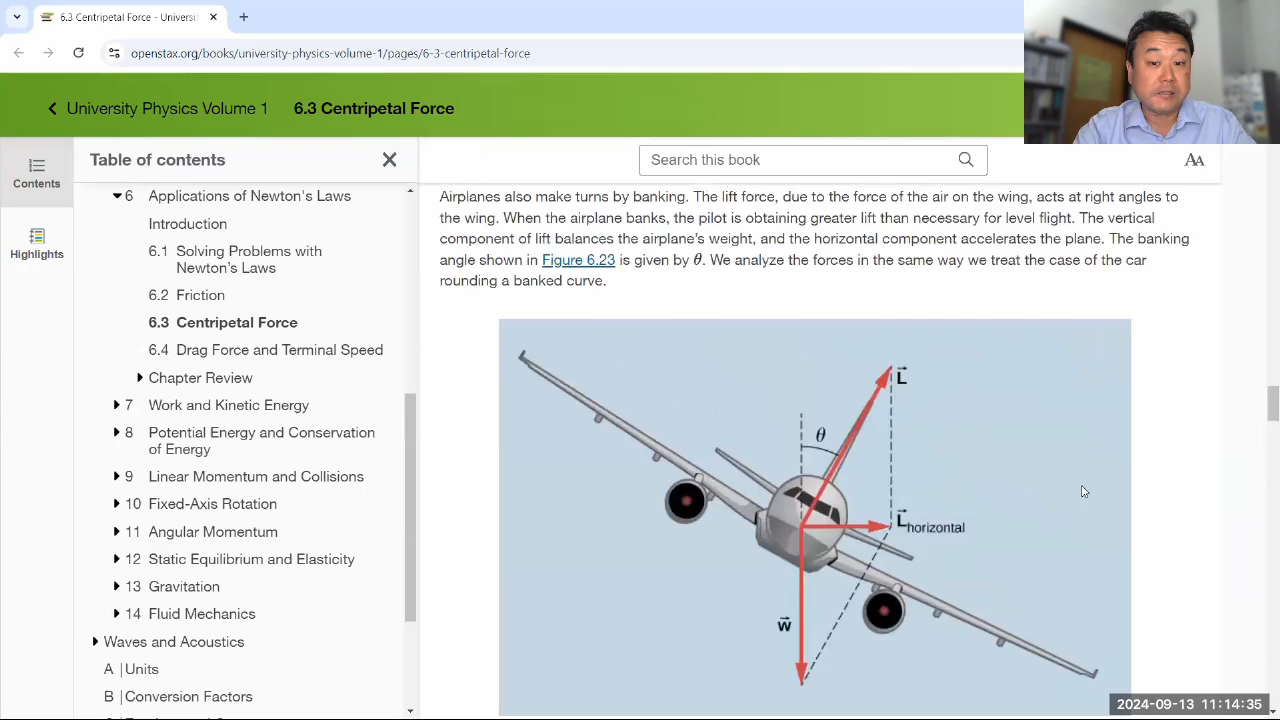 6.3 Centripetal Force - Universi
openstax.org/books/university-physics-volume-1/pages/6-3-centripetal-force
University Physics Volume 1 6.3 Centripetal Force
Contents
Highlights
Table of contents
6 Applications of Newton's Laws
Introduction
6.1 Solving Problems with
Newton's Laws
6.2 Friction
6.3 Centripetal Force
6.4 Drag Force and Terminal Speed
Chapter Review
7 Work and Kinetic Energy
8 Potential Energy and Conservation
of Energy
9 Linear Momentum and Collisions
10 Fixed-Axis Rotation
11 Angular Momentum
12 Static Equilibrium and Elasticity
13 Gravitation
14 Fluid Mechanics
Waves and Acoustics
A | Units
B | Conversion Factors
Search this book
AA
Airplanes also make turns by banking. The lift force, due to the force of the air on the wing, acts at right angles to
the wing. When the airplane banks, the pilot is obtaining greater lift than necessary for level flight. The vertical
component of lift balances the airplane's weight, and the horizontal component accelerates the plane. The banking
angle shown in Figure 6.23 is given by θ. We analyze the forces in the same way we treat the case of the car
rounding a banked curve.
L
θ
L horizontal
w
2024-09-13 11:14:35